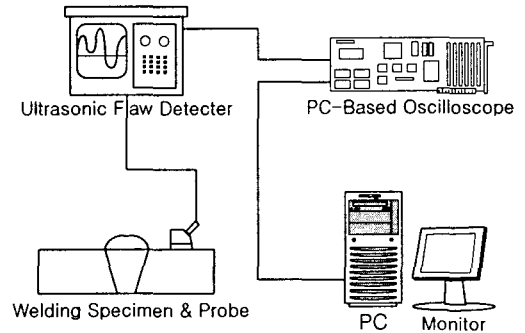 Ultrasonic Flaw Detecter
PC-Based Oscilloscope
Welding Specimen & Probe
PC
Monitor